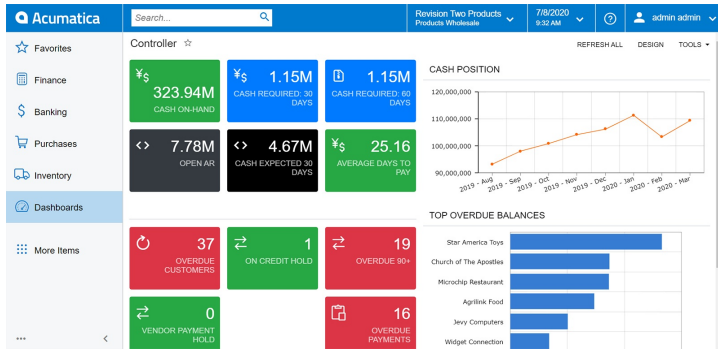 Acumatica
Search...
Revision Two Products
Products Wholesale
7/8/2020
9:32 AM
admin admin
Favorites
Finance
Banking
Purchases
Inventory
Dashboards
More Items
Controller
REFRESH ALL DESIGN TOOLS
¥$
323.94M
CASH ON-HAND
¥$
1.15M
CASH REQUIRED: 30
DAYS
1.15M
CASH REQUIRED: 60
DAYS
<> 7.78M
OPEN AR
<> 4.67M
CASH EXPECTED 30
DAYS
¥$ 25.16
AVERAGE DAYS TO
PAY
37
OVERDUE
CUSTOMERS
1
ON CREDIT HOLD
19
OVERDUE 90+
0
VENDOR PAYMENT
HOLD
16
OVERDUE
PAYMENTS
CASH POSITION
120,000,000
110,000,000
100,000,000
90,000,000
2019 - Aug
2019 - Sep
2019 - Oct
2019 - Nov
2019 - Dec
2020 - Jan
2020 - Feb
2020 - Mar
TOP OVERDUE BALANCES
Star America Toys
Church of The Apostles
Microchip Restaurant
Agrilink Food
Jevy Computers
Widget Connection